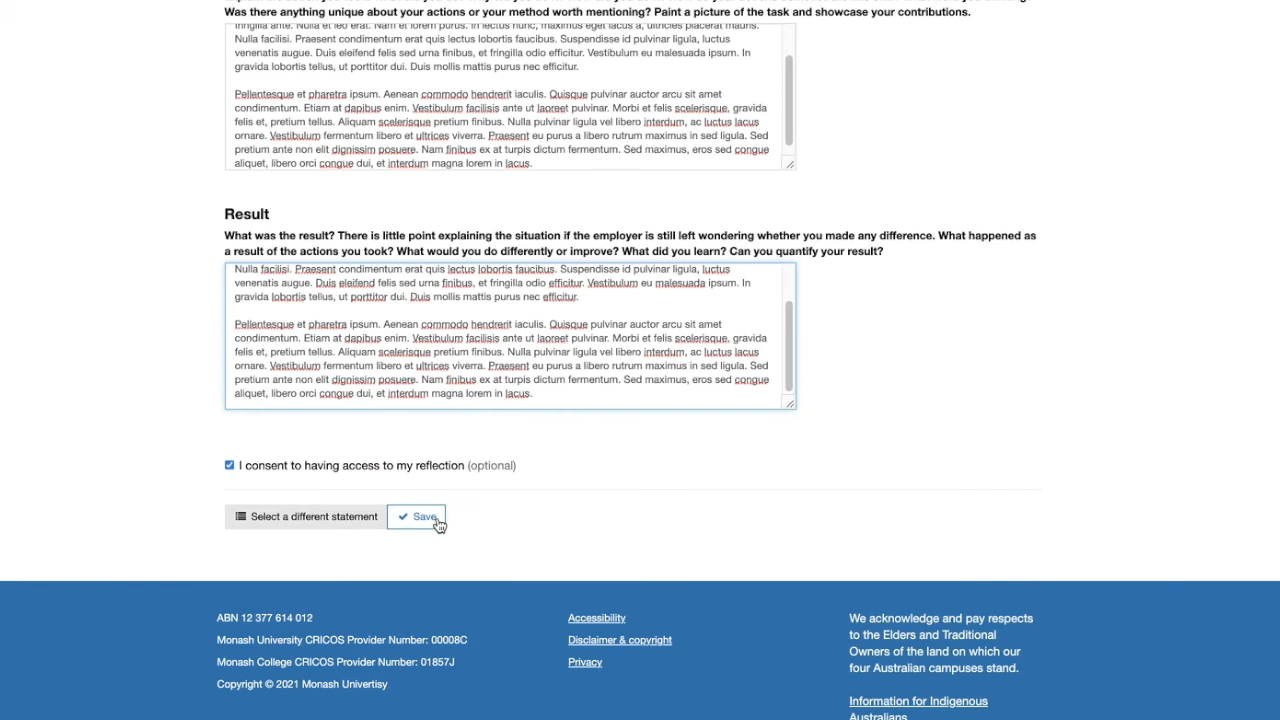 Was there anything unique about your actions or your method worth mentioning? Paint a picture of the task and showcase your contributions.
fringilla ante. Nulla et leo erat. Nam et lorem purus. In lectus nunc, maximus eget lacus a, ultricies placerat mauris.
Nulla facilisi. Praesent condimentum erat quis lectus lobortis faucibus. Suspendisse id pulvinar ligula, luctus
venenatis augue. Duis eleifend felis sed urna finibus, et fringilla odio efficitur. Vestibulum eu malesuada ipsum. In
gravida lobortis tellus, ut porttitor dui. Duis mollis mattis purus nec efficitur.
Pellentesque et pharetra ipsum. Aenean commodo hendrerit iaculis. Quisque pulvinar auctor arcu sit amet
condimentum. Etiam at dapibus enim. Vestibulum facilisis ante ut laoreet pulvinar. Morbi et felis scelerisque, gravida
felis et, pretium tellus. Aliquam scelerisque pretium finibus. Nulla pulvinar ligula vel libero interdum, ac luctus lacus
ornare. Vestibulum fermentum libero et ultrices viverra. Praesent eu purus a libero rutrum maximus in sed ligula. Sed
pretium ante non elit dignissim posuere. Nam finibus ex at turpis dictum fermentum. Sed maximus, eros sed congue
aliquet, libero orci congue dui, et interdum magna lorem in lacus.
Result
What was the result? There is little point explaining the situation if the employer is still left wondering whether you made any difference. What happened as
a result of the actions you took? What would you do differently or improve? What did you learn? Can you quantify your result?
Nulla facilisi. Praesent condimentum erat quis lectus lobortis faucibus. Suspendisse id pulvinar ligula, luctus
venenatis augue. Duis eleifend felis sed urna finibus, et fringilla odio efficitur. Vestibulum eu malesuada ipsum. In
gravida lobortis tellus, ut porttitor dui. Duis mollis mattis purus nec efficitur.
Pellentesque et pharetra ipsum. Aenean commodo hendrerit iaculis. Quisque pulvinar auctor arcu sit amet
condimentum. Etiam at dapibus enim. Vestibulum facilisis ante ut laoreet pulvinar. Morbi et felis scelerisque, gravida
felis et, pretium tellus. Aliquam scelerisque pretium finibus. Nulla pulvinar ligula vel libero interdum, ac luctus lacus
ornare. Vestibulum fermentum libero et ultrices viverra. Praesent eu purus a libero rutrum maximus in sed ligula. Sed
pretium ante non elit dignissim posuere. Nam finibus ex at turpis dictum fermentum. Sed maximus, eros sed congue
aliquet, libero orci congue dui, et interdum magna lorem in lacus.
I consent to having access to my reflection (optional)
Select a different statement
Save
ABN 12 377 614 012
Monash University CRICOS Provider Number: 00008C
Monash College CRICOS Provider Number: 01857J
Copyright © 2021 Monash Univertisy
Accessibility
Disclaimer & copyright
Privacy
We acknowledge and pay respects
to the Elders and Traditional
Owners of the land on which our
four Australian campuses stand.
Information for Indigenous
Australians